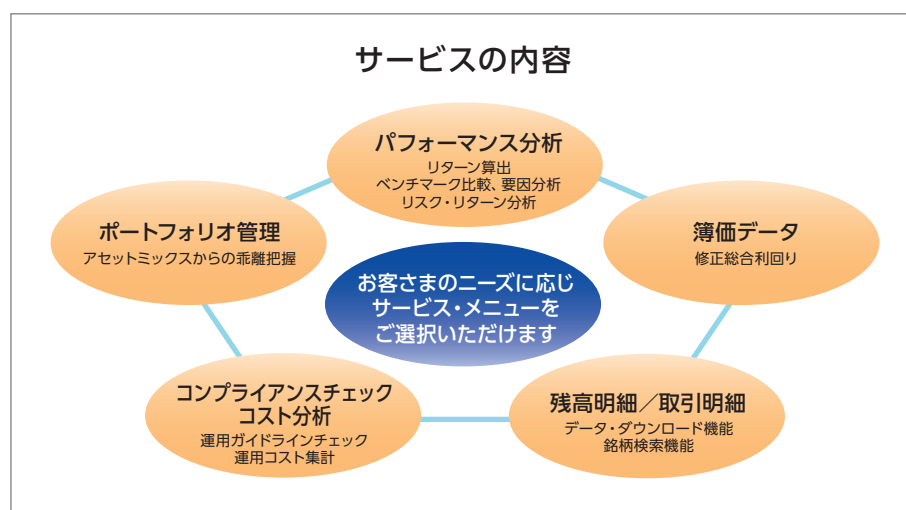 サービスの内容
パフォーマンス分析
リターン算出
ベンチマーク比較、要因分析
リスク・リターン分析
ポートフォリオ管理
アセットミックスからの乖離把握
簿価データ
修正総合利回り
お客さまのニーズに応じ
サービス・メニューを
ご選択いただけます
コンプライアンスチェック
コスト分析
運用ガイドラインチェック
運用コスト集計
残高明細／取引明細
データ・ダウンロード機能
銘柄検索機能